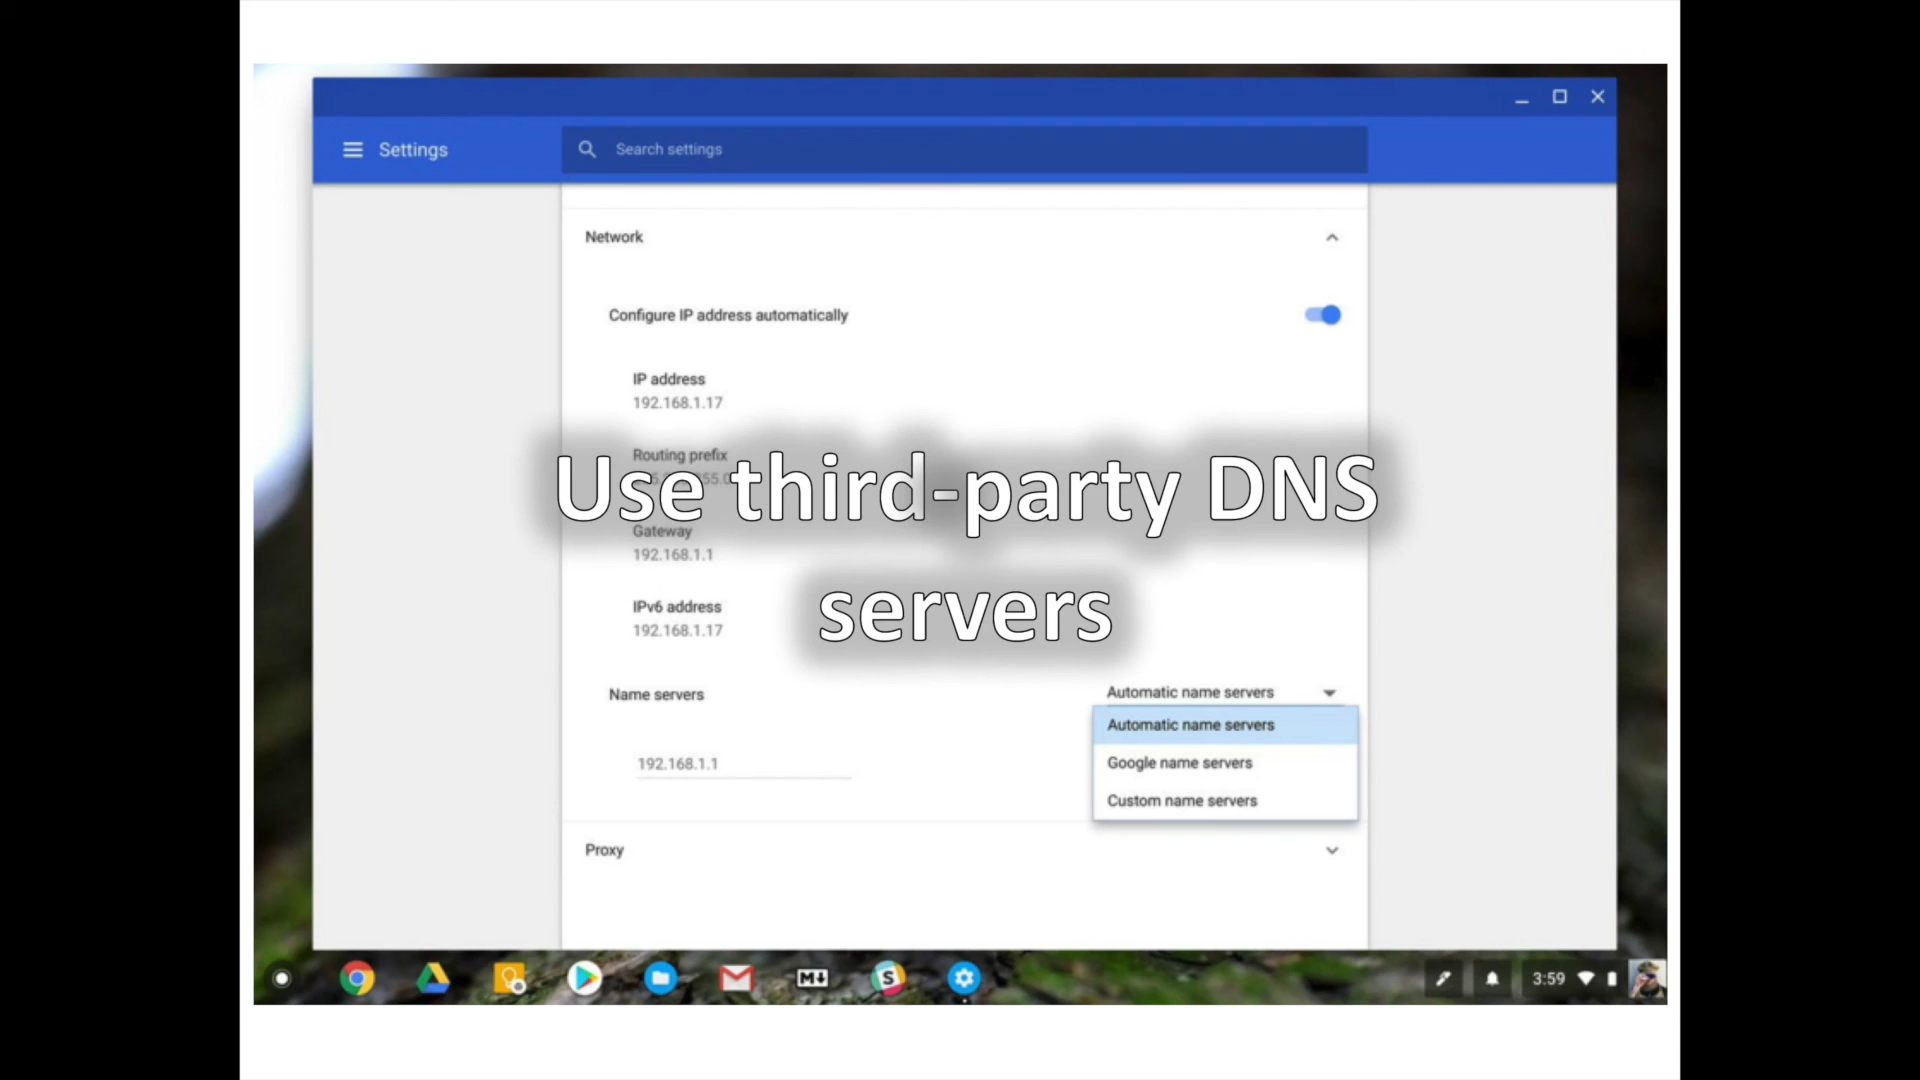 Settings
Search settings
Network
Configure IP address automatically
IP address
192.168.1.17
Routing prefix
Use third-party DNS
servers
Gateway
192.168.1.1
IPv6 address
192.168.1.17
Name servers
Automatic name servers
Automatic name servers
Google name servers
Custom name servers
192.168.1.1
Proxy
M
S
3:59